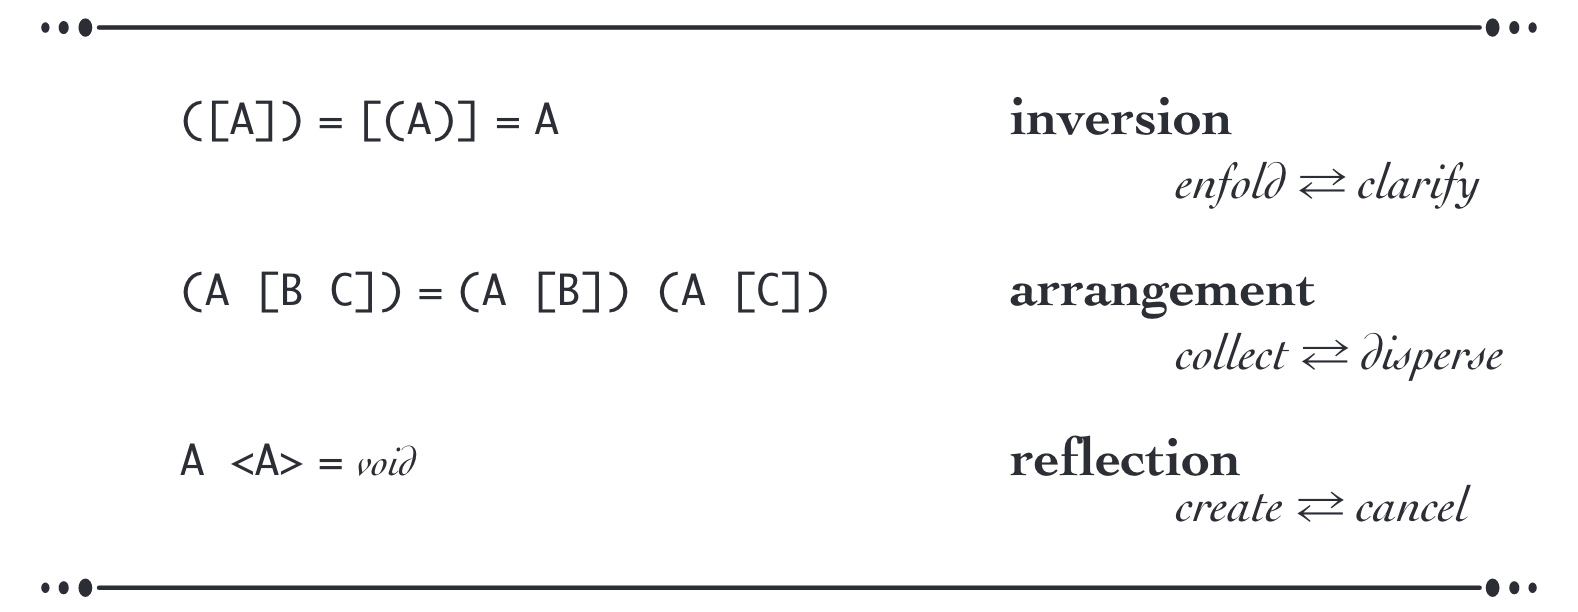 ([A]) = [(A)] = A inversion
enfold ⇄ clarify
(A [B C]) = (A [B]) (A [C]) arrangement
collect ⇄ disperse
A <A> = void reflection
create ⇄ cancel